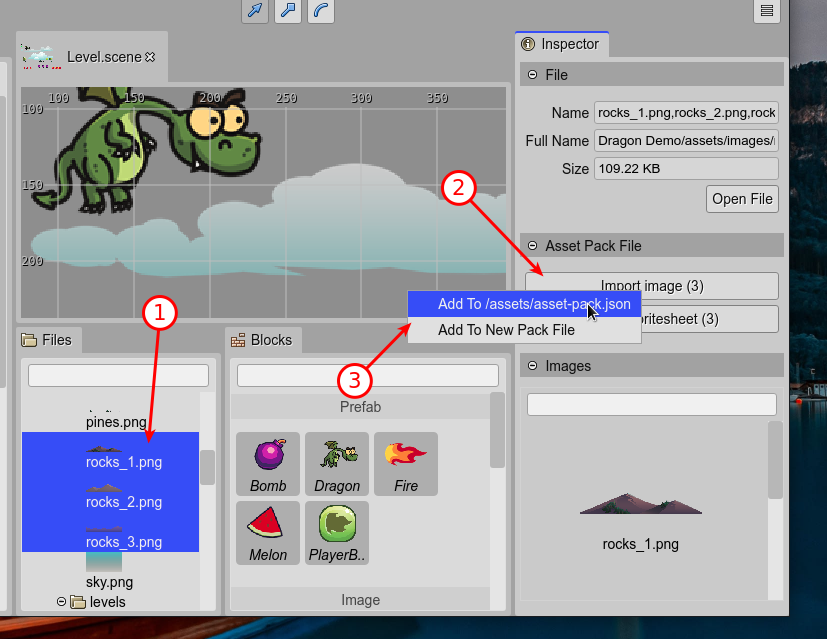 Level.scene
Inspector
100 150 200 250 300 350
100
150
200
File
Name rocks_1.png,rocks_2.png,rock
Full Name Dragon Demo/assets/images/
Size 109.22 KB
Open File
2
Asset Pack File
Import image (3)
Add To /assets/asset-pack.json
Add To New Pack File
ritesheet (3)
1
3
Files
pines.png
rocks_1.png
rocks_2.png
rocks_3.png
sky.png
levels
Blocks
Prefab
Bomb
Dragon
Fire
Melon
PlayerB..
Image
Images
rocks_1.png